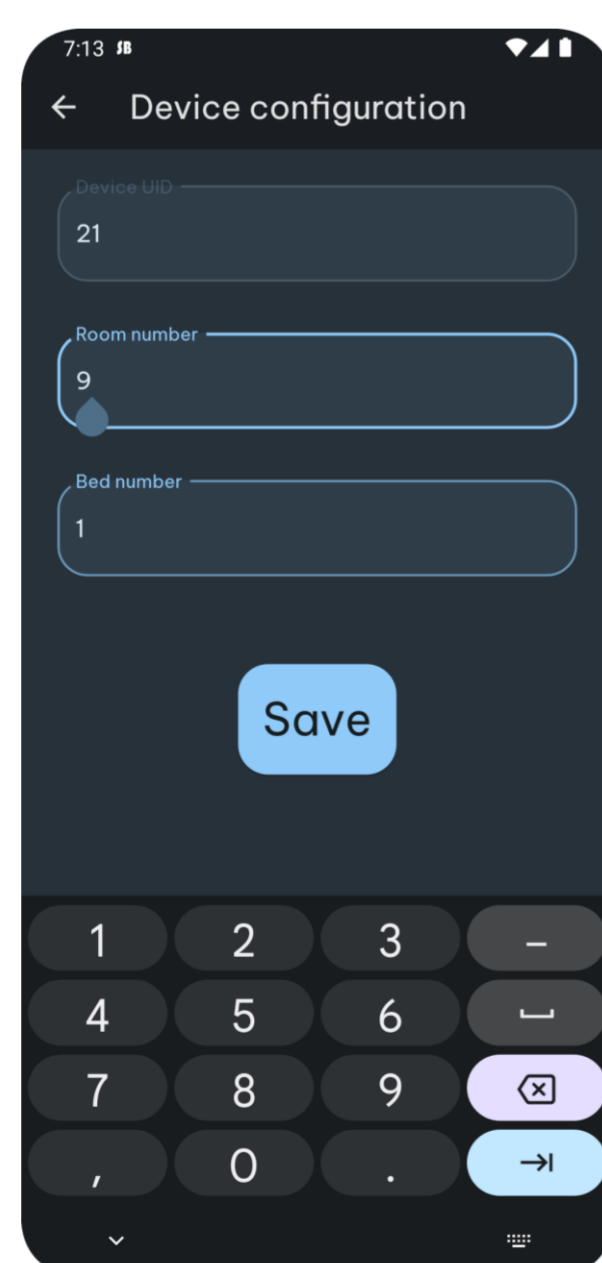 7:13 SB
Device configuration
Device UID
21
Room number
9
Bed number
1
Save
1 2 3 –
4 5 6
7 8 9
, 0 .